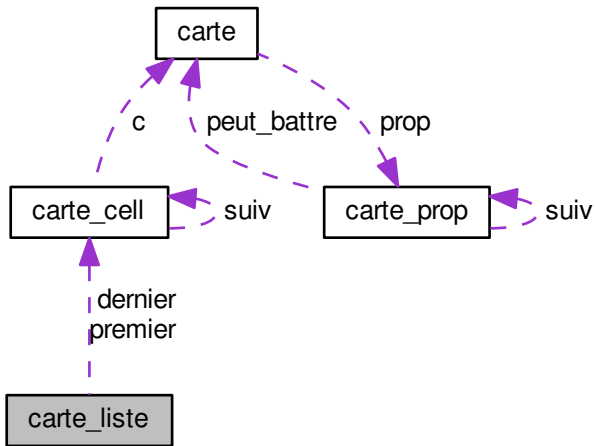 carte
c
peut_battre
prop
carte_cell
suiv
carte_prop
suiv
dernier
premier
carte_liste